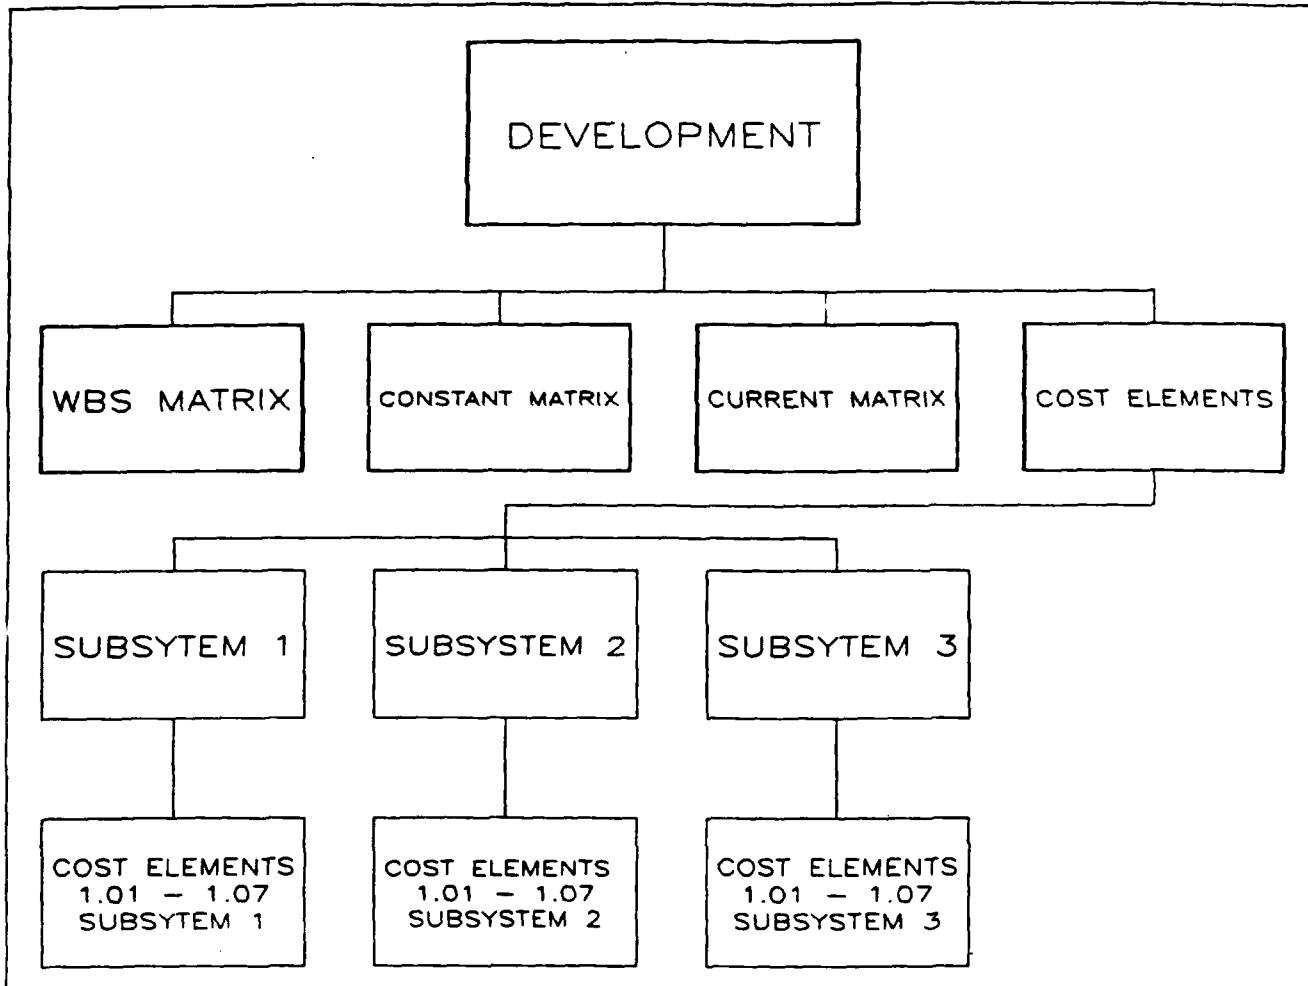 DEVELOPMENT
WBS MATRIX
CONSTANT MATRIX
CURRENT MATRIX
COST ELEMENTS
SUBSYTEM 1
SUBSYSTEM 2
SUBSYTEM 3
COST ELEMENTS
1.01 – 1.07
SUBSYTEM 1
COST ELEMENTS
1.01 – 1.07
SUBSYSTEM 2
COST ELEMENTS
1.01 – 1.07
SUBSYSTEM 3